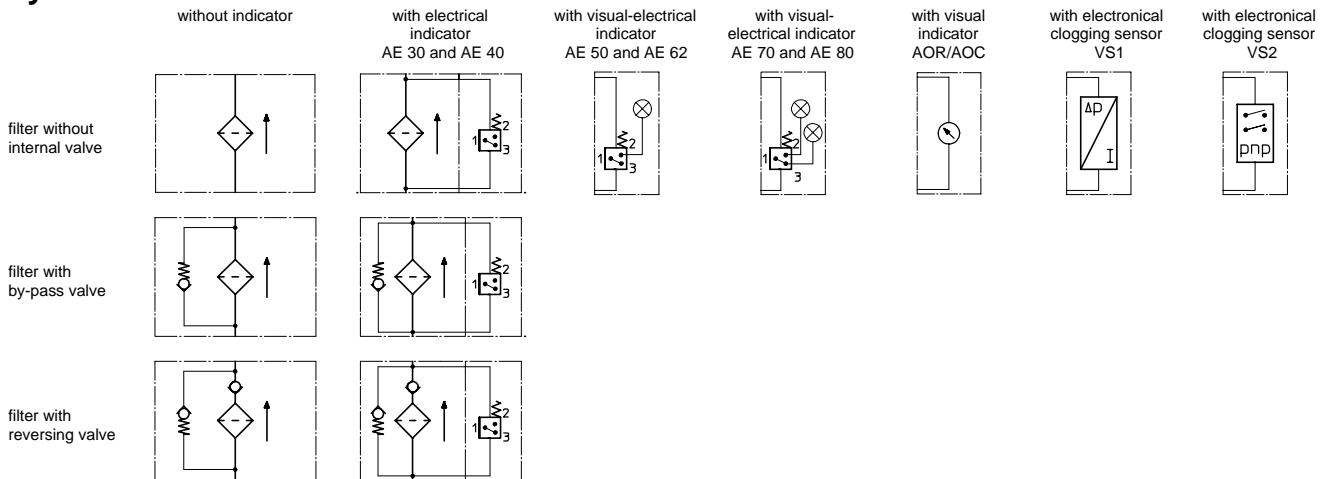 without indicator
with electrical
indicator
AE 30 and AE 40
with visual-electrical
indicator
AE 50 and AE 62
with visual-
electrical indicator
AE 70 and AE 80
with visual
indicator
AOR/AOC
with electronical
clogging sensor
VS1
with electronical
clogging sensor
VS2
filter without
internal valve
1 2 3
1 2 3
1 2 3
Δp
I
pnp
filter with
by-pass valve
1 2 3
filter with
reversing valve
1 2 3